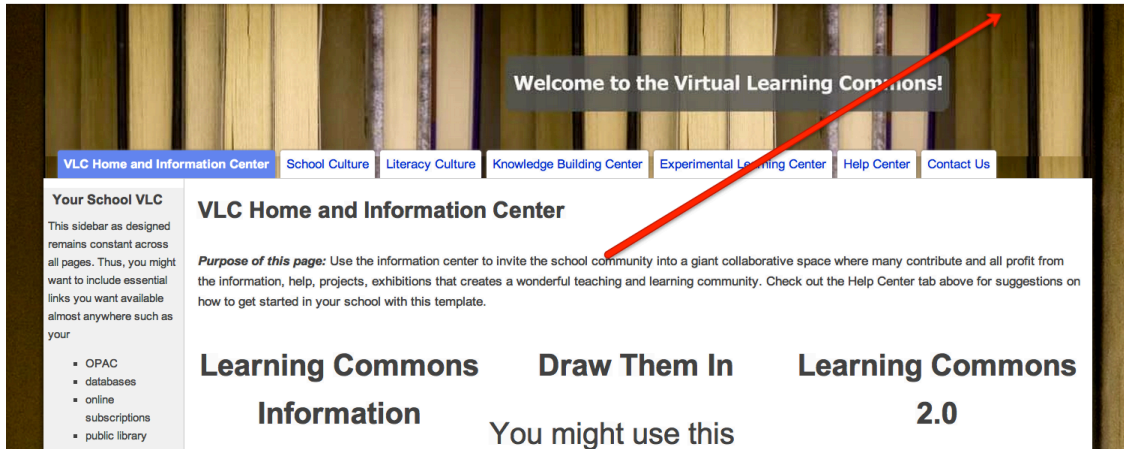 Welcome to the Virtual Learning Commons!
VLC Home and Information Center School Culture Literacy Culture Knowledge Building Center Experimental Learning Center Help Center Contact Us
Your School VLC
This sidebar as designed
remains constant across
all pages. Thus, you might
want to include essential
links you want available
almost anywhere such as
your
▪ OPAC
▪ databases
▪ online
subscriptions
▪ public library
VLC Home and Information Center
Purpose of this page: Use the information center to invite the school community into a giant collaborative space where many contribute and all profit from
the information, help, projects, exhibitions that creates a wonderful teaching and learning community. Check out the Help Center tab above for suggestions on
how to get started in your school with this template.
Learning Commons
Information
Draw Them In
You might use this
Learning Commons
2.0